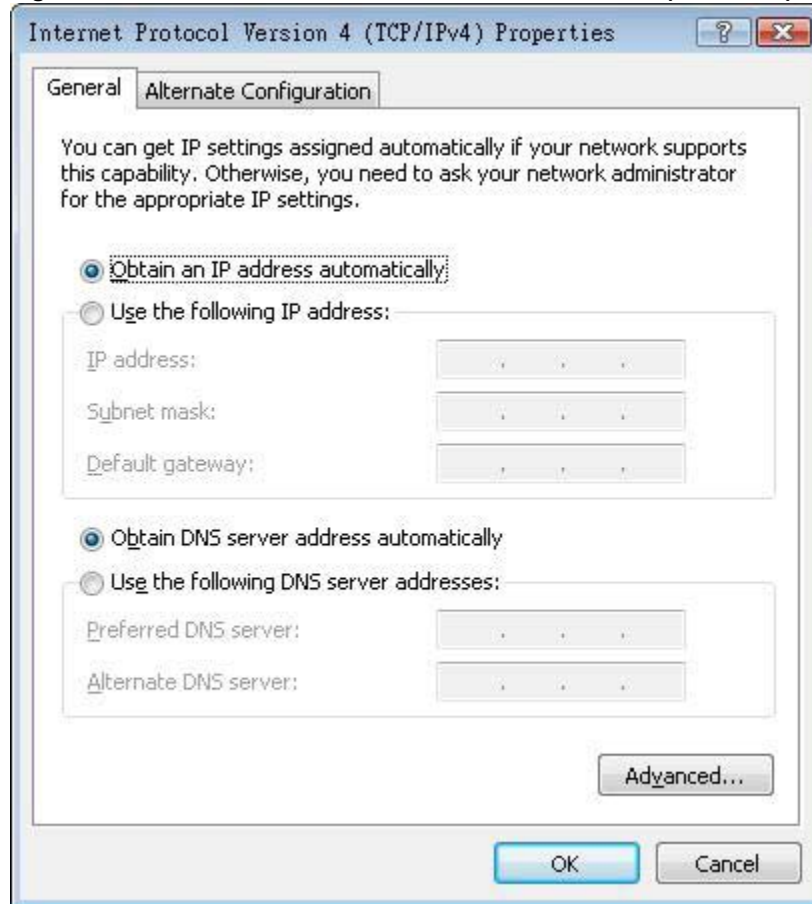 Internet Protocol Version 4 (TCP/IPv4) Properties
General
Alternate Configuration
You can get IP settings assigned automatically if your network supports
this capability. Otherwise, you need to ask your network administrator
for the appropriate IP settings.
Obtain an IP address automatically
Use the following IP address:
IP address:
Subnet mask:
Default gateway:
Obtain DNS server address automatically
Use the following DNS server addresses:
Preferred DNS server:
Alternate DNS server:
Advanced...
OK
Cancel